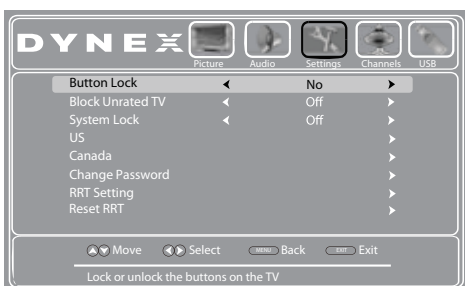 DYNEX
Picture Audio Settings Channels USB
Button Lock No
Block Unrated TV Off
System Lock Off
US
Canada
Change Password
RRT Setting
Reset RRT
Move Select MENU Back EXIT Exit
Lock or unlock the buttons on the TV